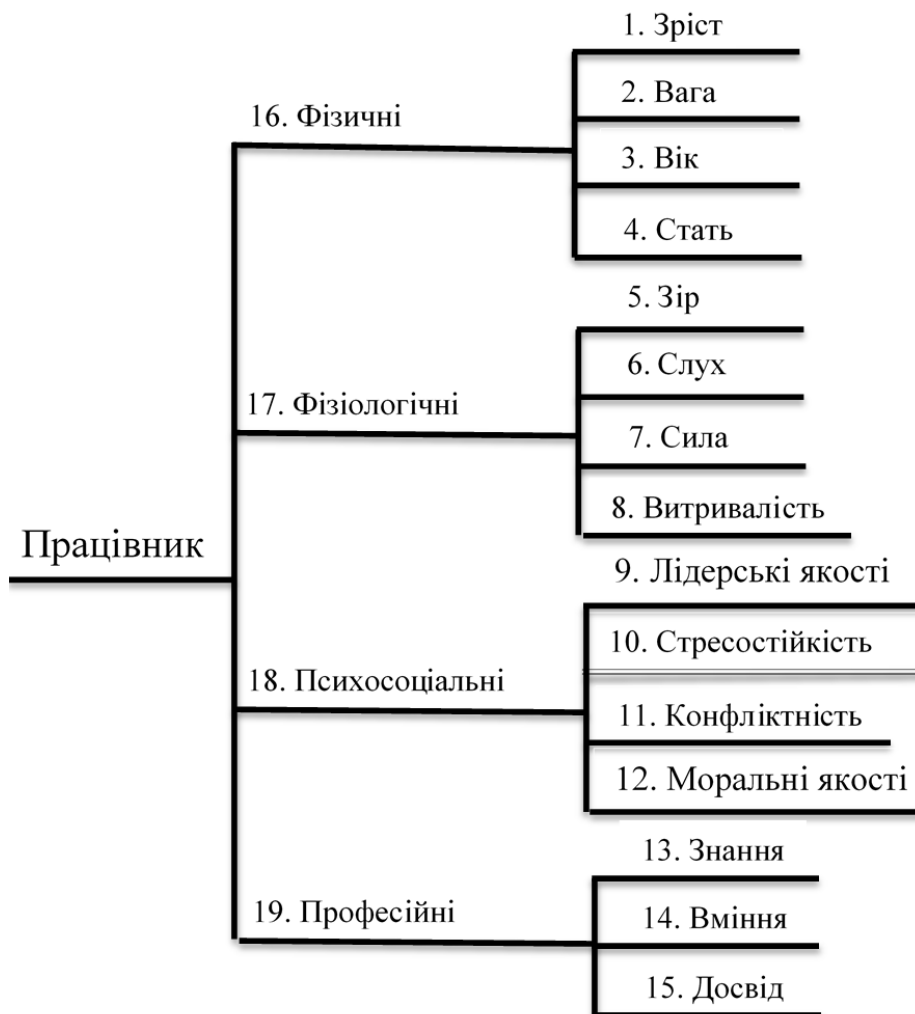 1. Зріст
2. Вага
16. Фізичні
3. Вік
4. Стать
5. Зір
6. Слух
17. Фізіологічні
7. Сила
8. Витривалість
Працівник
9. Лідерські якості
10. Стресостійкість
18. Психосоціальні
11. Конфліктність
12. Моральні якості
13. Знання
19. Професійні
14. Вміння
15. Досвід